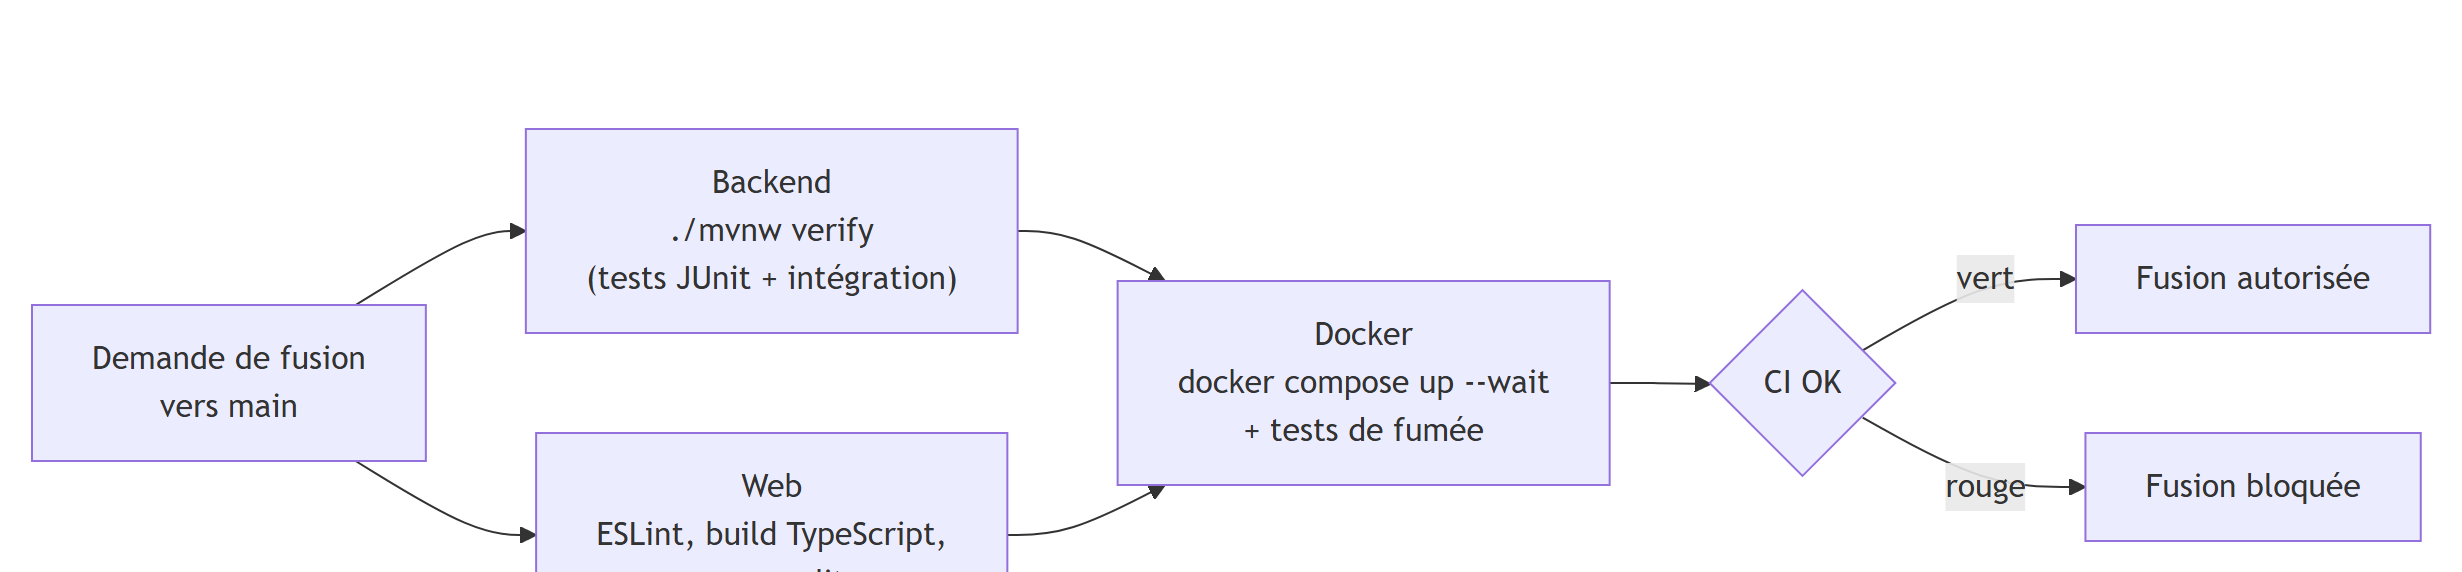 Demande de fusion
vers main
Backend
./mvnw verify
(tests JUnit + intégration)
Web
ESLint, build TypeScript,
Docker
docker compose up --wait
+ tests de fumée
CI OK
vert
rouge
Fusion autorisée
Fusion bloquée